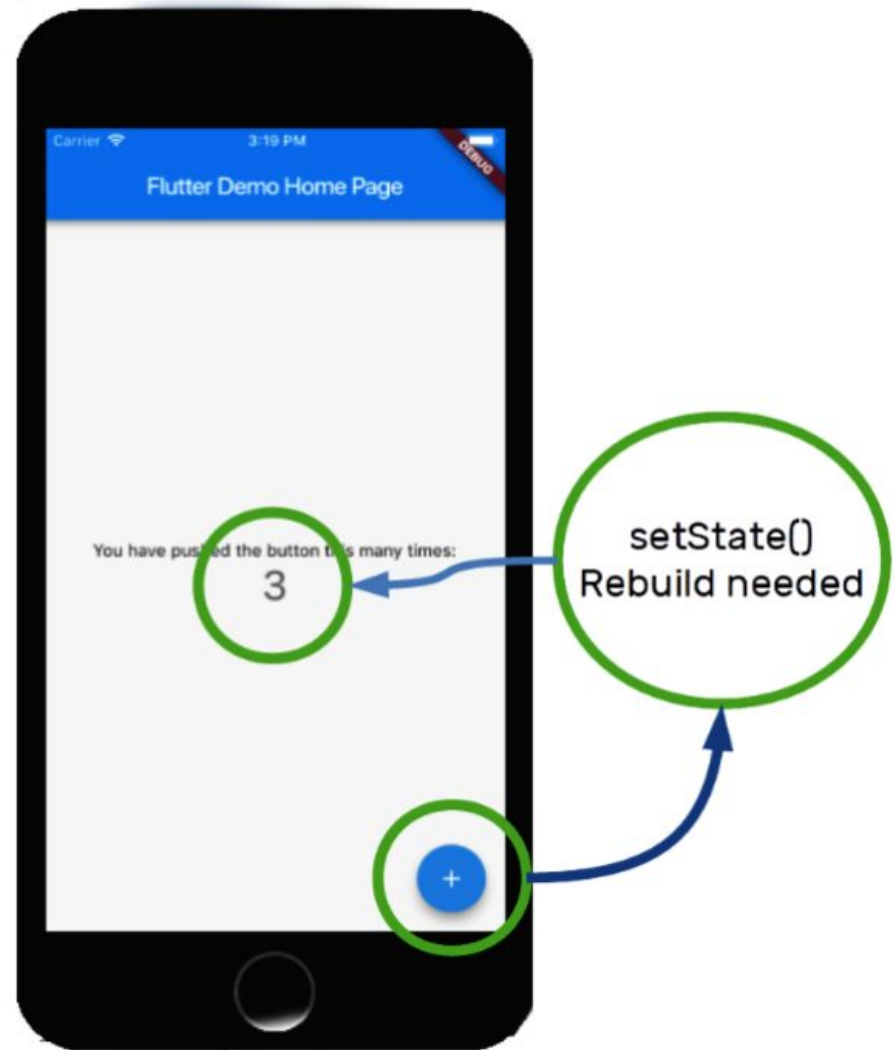 Carrier 3:19 PM
DEBUG
Flutter Demo Home Page
You have pushed the button this many times:
3
setState()
Rebuild needed
+